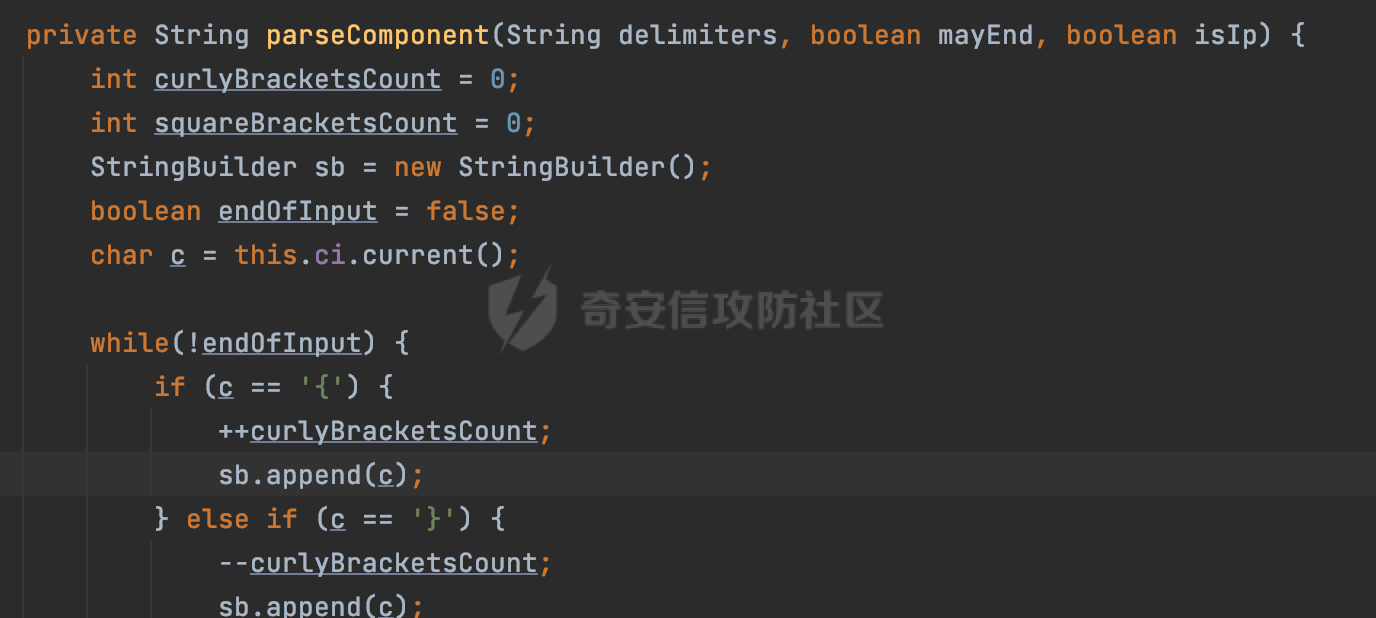 private String parseComponent(String delimiters, boolean mayEnd, boolean isIp) {
    int curlyBracketsCount = 0;
    int squareBracketsCount = 0;
    StringBuilder sb = new StringBuilder();
    boolean endOfInput = false;
    char c = this.ci.current();
奇安信攻防社区
    while(!endOfInput) {
        if (c == '{') {
            ++curlyBracketsCount;
            sb.append(c);
        } else if (c == '}') {
            --curlyBracketsCount;
            sb.append(c);